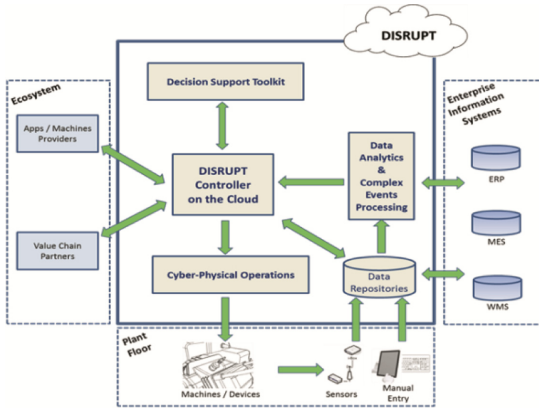 DISRUPT
Ecosystem
Apps / Machines
Providers
Value Chain
Partners
Decision Support Toolkit
DISRUPT
Controller
on the Cloud
Cyber-Physical Operations
Data
Analytics
&
Complex
Events
Processing
Data
Repositories
Enterprise
Information
Systems
ERP
MES
WMS
Plant
Floor
Machines / Devices
Sensors
Manual
Entry